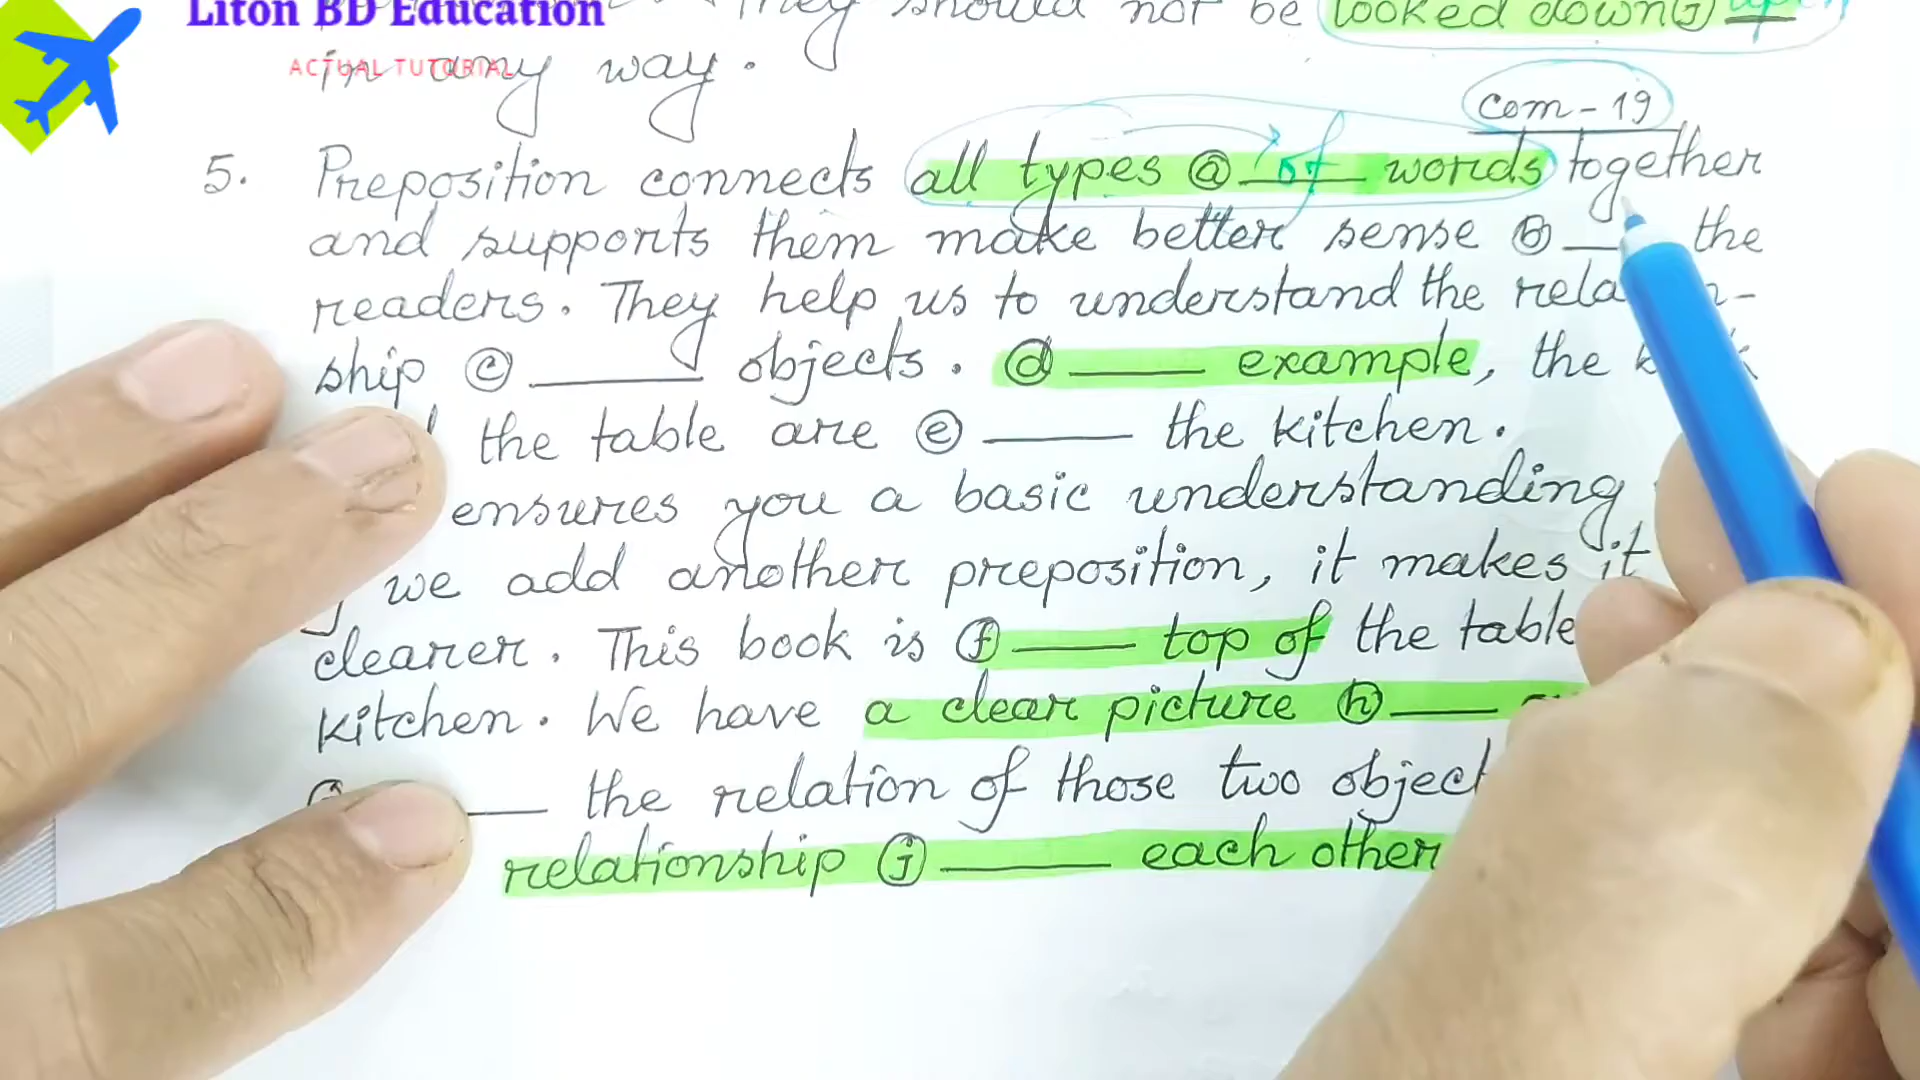 Liton BD Education
ACTUAL TUTORIAL
They should not be looked down (j) upon
in any way.
com-19
5. Preposition connects all types (a) of words together
and supports them make better sense (b) ___ the
readers. They help us to understand the
ship (c) ___ objects. (d) ___ example, the
the table are (e) ___ the kitchen.
ensures you a basic understanding
we add another preposition, it makes it
clearer. This book is (f) ___ top of the table
kitchen. We have a clear picture (h) ___
___ the relation of those two
relationship (j) ___ each other